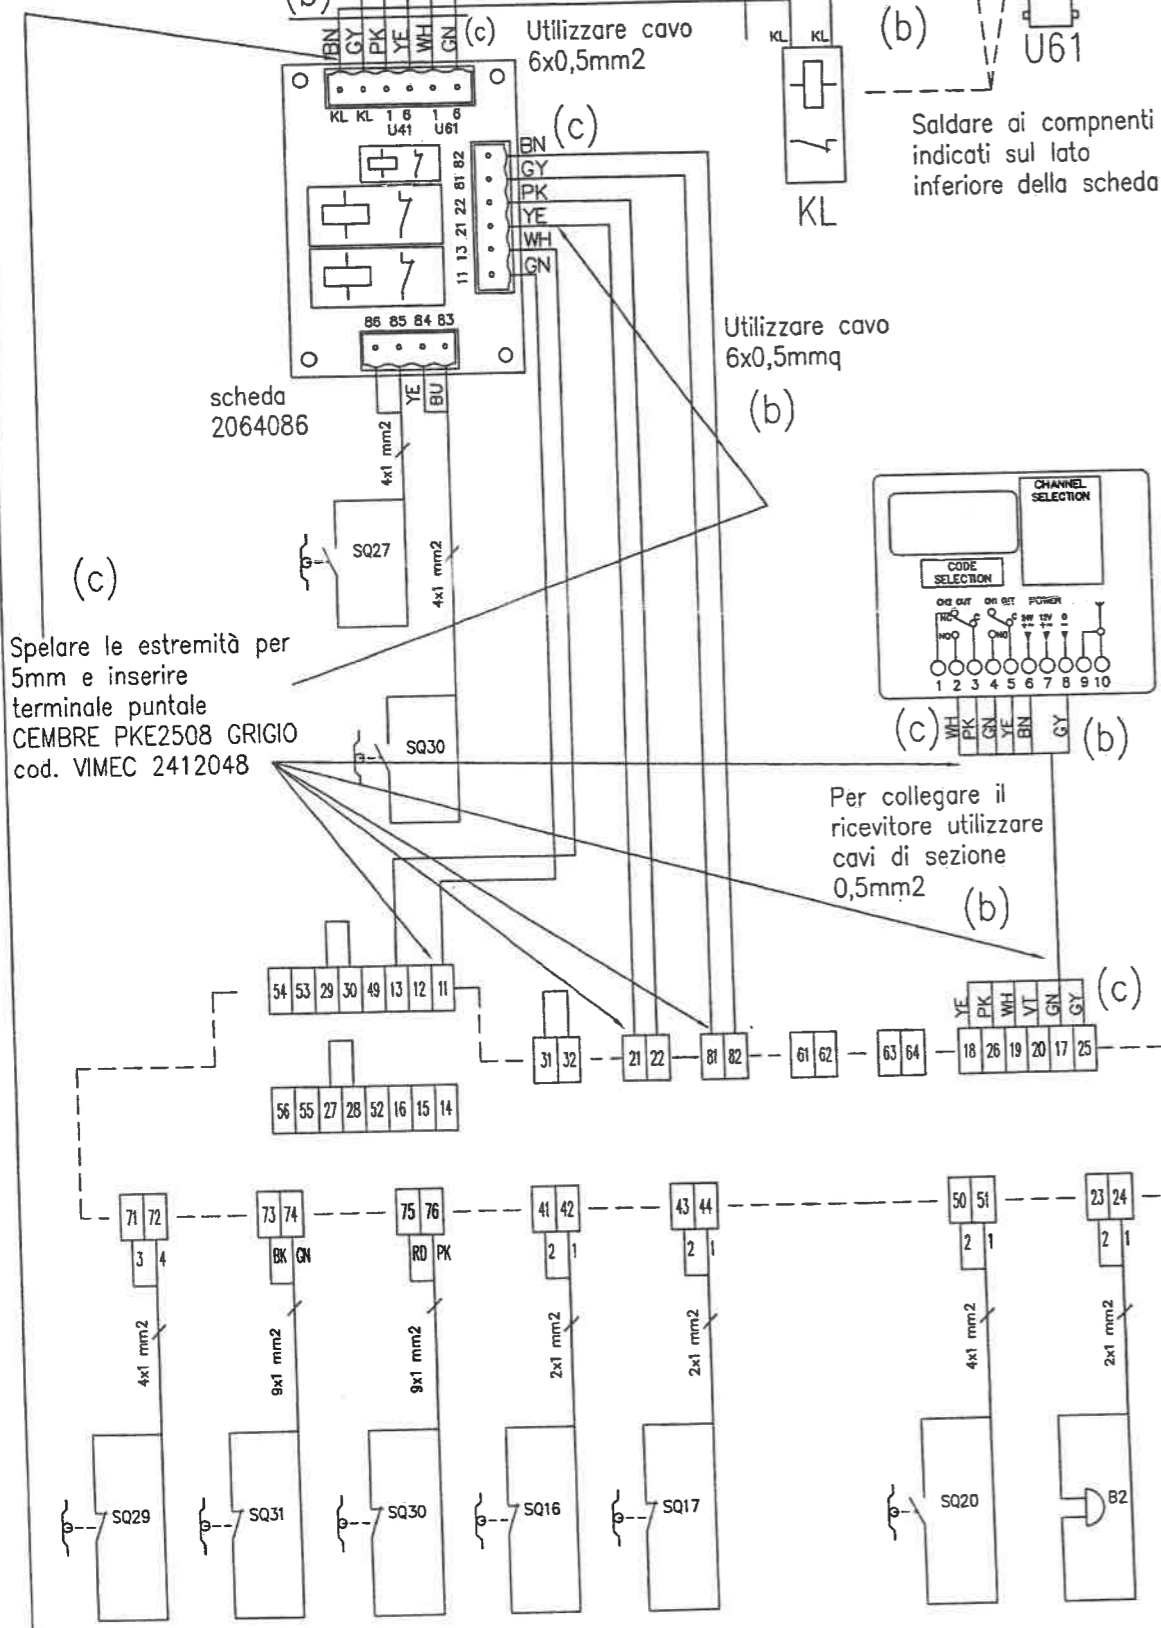 (b)
BN GY PK YE WH GN (c)
Utilizzare cavo
6x0,5mm2
KL KL
(b)
U61
KL KL 1 6 1 6
U41 U61
(c)
Saldare ai compnenti
indicati sul lato
inferiore della scheda
KL
82 BN
81 GY
22 PK
21 YE
13 WH
11 GN
86 85 84 83
YE BU
scheda
2064086
Utilizzare cavo
6x0,5mmq
(b)
4x1 mm2
SQ27
4x1 mm2
(c)
CHANNEL
SELECTION
CODE
SELECTION
CH2 OUT CH1 OUT POWER
NC C C 24V 12V 0
NO NO
1 2 3 4 5 6 7 8 9 10
(c) WH PK GN YE BN GY (b)
Spelare le estremità per
5mm e inserire
terminale puntale
CEMBRE PKE2508 GRIGIO
cod. VIMEC 2412048
SQ30
Per collegare il
ricevitore utilizzare
cavi di sezione
0,5mm2
(b)
YE PK WH VT GN GY (c)
54 53 29 30 49 13 12 11
31 32 21 22 81 82 61 62 63 64 18 26 19 20 17 25
56 55 27 28 52 16 15 14
71 72 73 74 75 76 41 42 43 44 50 51 23 24
3 4 BK GN RD PK 2 1 2 1 2 1 2 1
4x1 mm2 9x1 mm2 9x1 mm2 2x1 mm2 2x1 mm2 4x1 mm2 2x1 mm2
SQ29 SQ31 SQ30 SQ16 SQ17 SQ20 B2